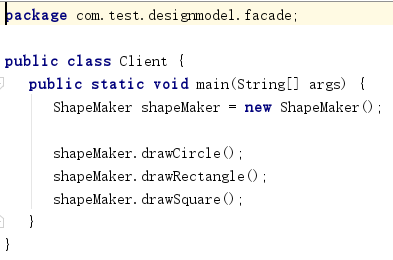 package com.test.designmodel.facade;
public class Client {
public static void main(String[] args) {
ShapeMaker shapeMaker = new ShapeMaker();
shapeMaker.drawCircle();
shapeMaker.drawRectangle();
shapeMaker.drawSquare();
}
}